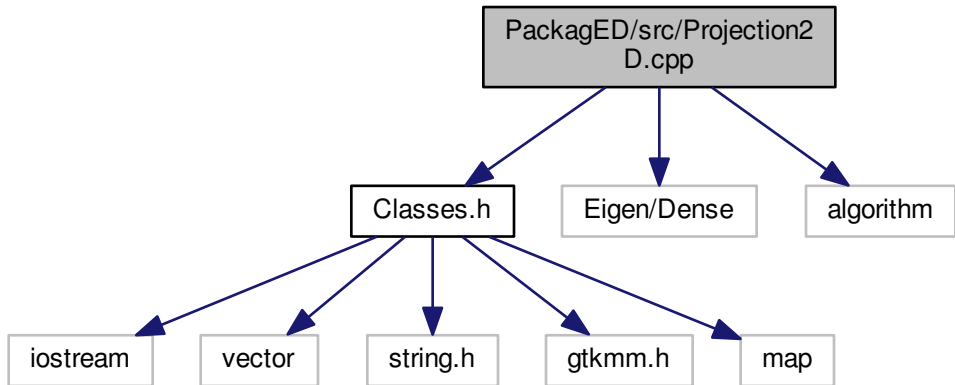 PackagED/src/Projection2
D.cpp
Classes.h
Eigen/Dense
algorithm
iostream
vector
string.h
gtkmm.h
map